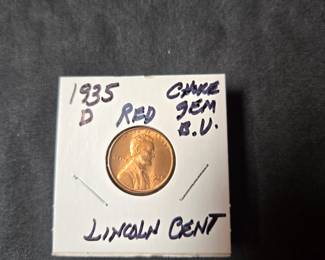 1935 CHOICE
D RED GEM
B.U.
LINCOLN CENT